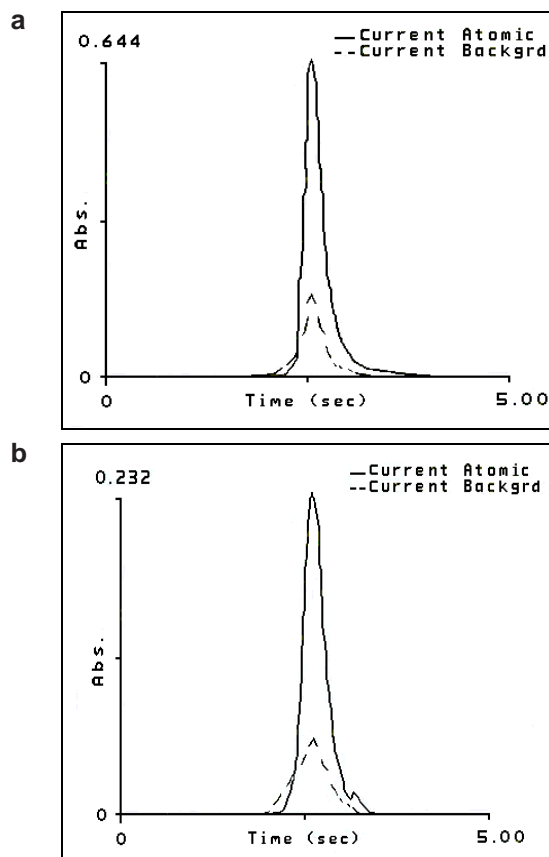 a
0.644
Current Atomic
Current Backgrd
Abs.
0
0
Time (sec)
5.00
b
0.232
Current Atomic
Current Backgrd
Abs.
0
0
Time (sec)
5.00